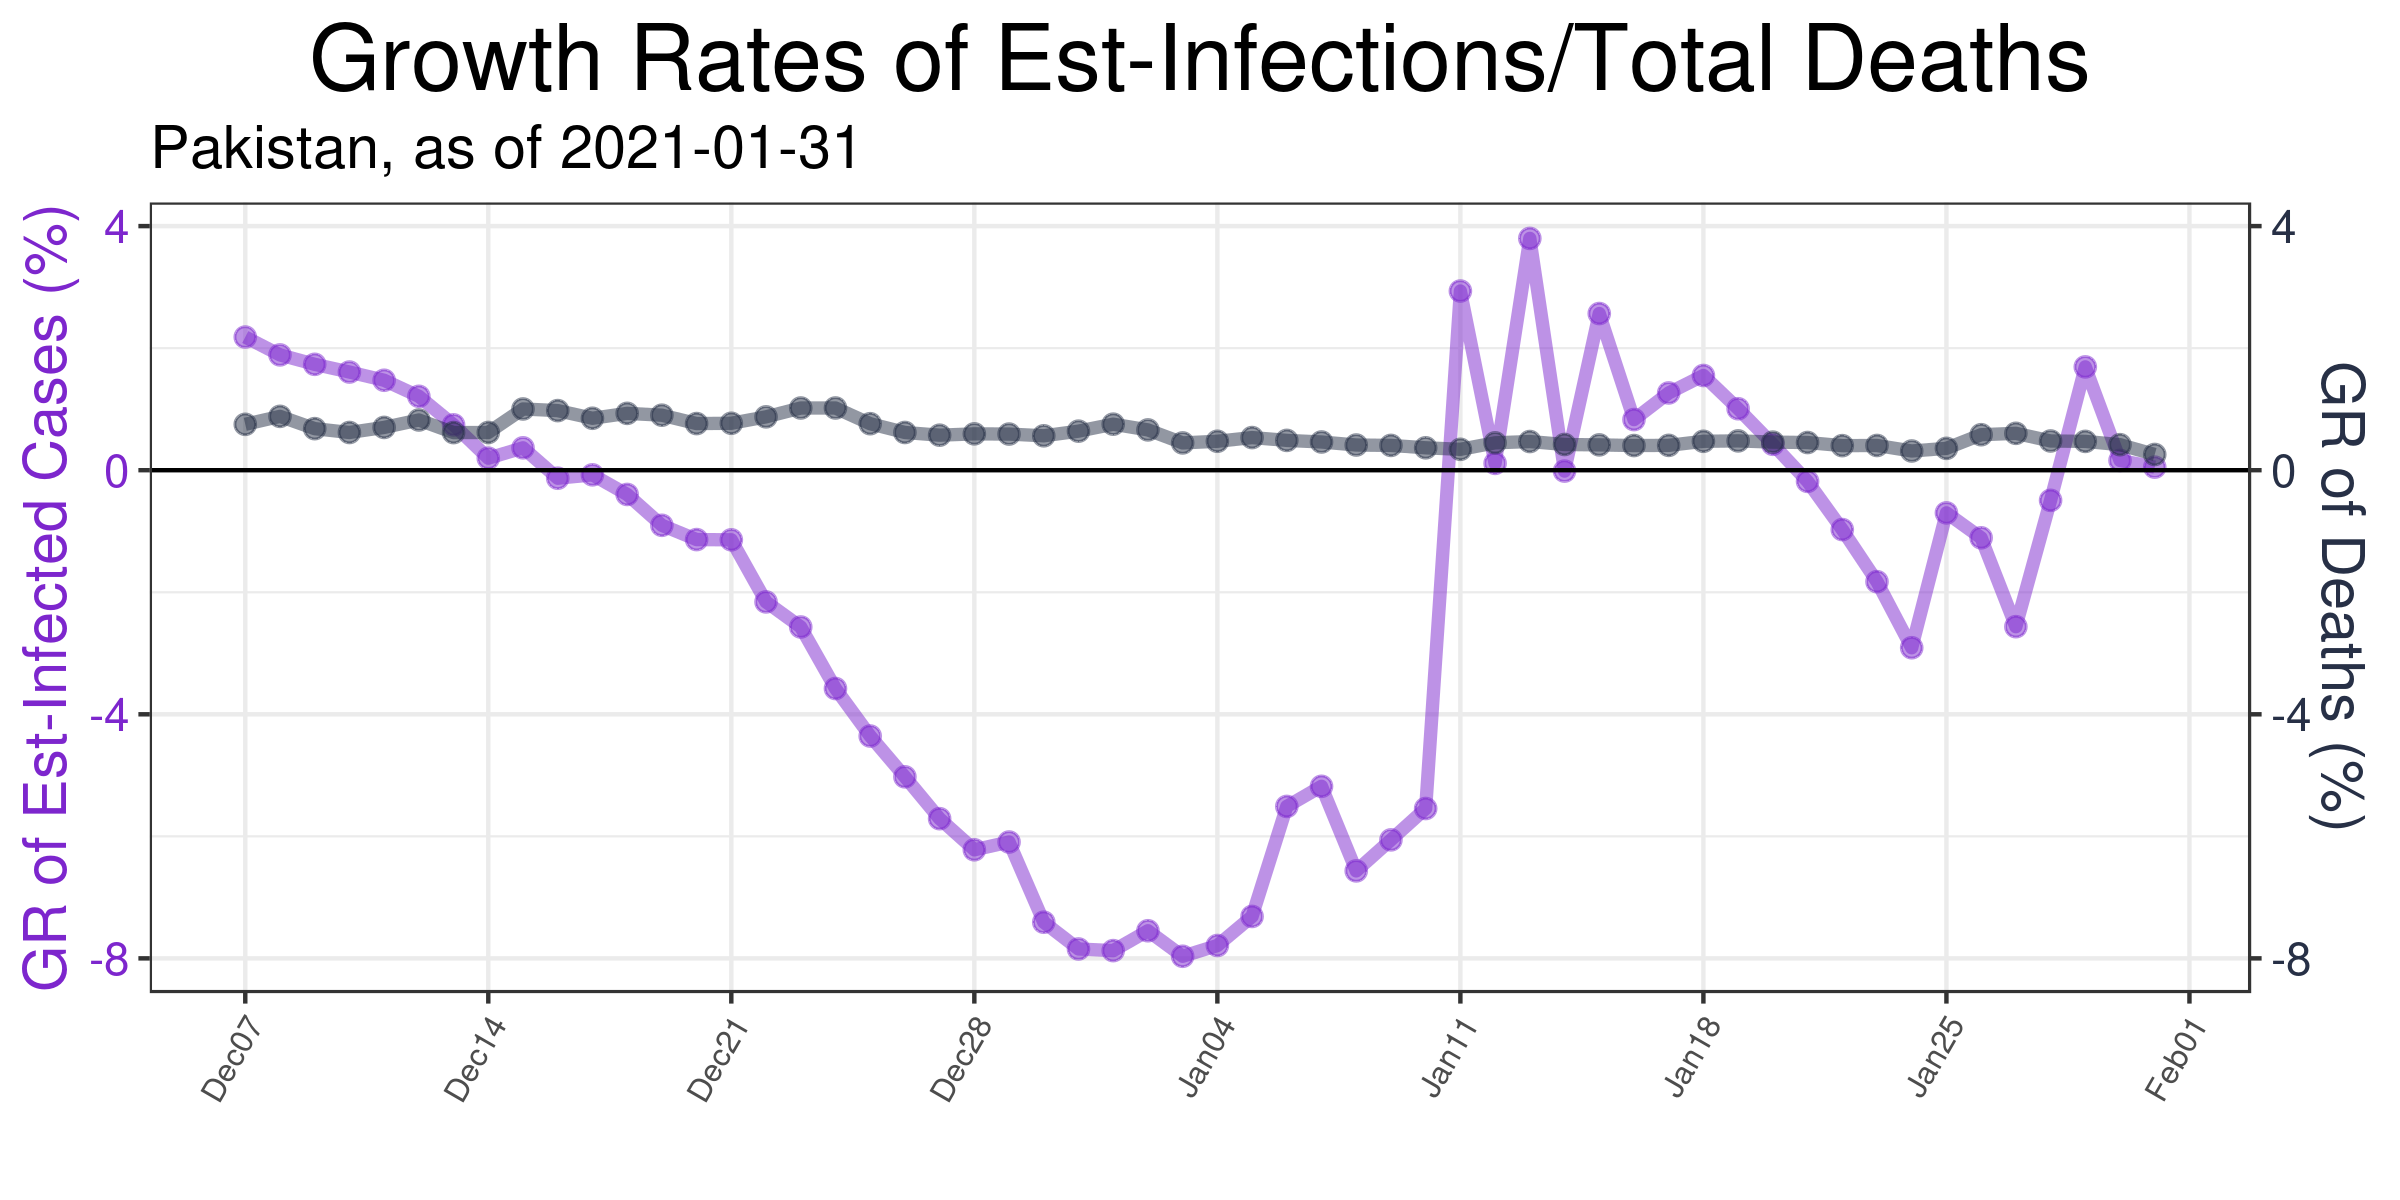 Growth Rates of Est-Infections/Total Deaths
Pakistan, as of 2021-01-31
GR of Est-Infected Cases (%)
4
0
-4
-8
4
0
-4
-8
GR of Deaths (%)
Dec07
Dec14
Dec21
Dec28
Jan04
Jan11
Jan18
Jan25
Feb01